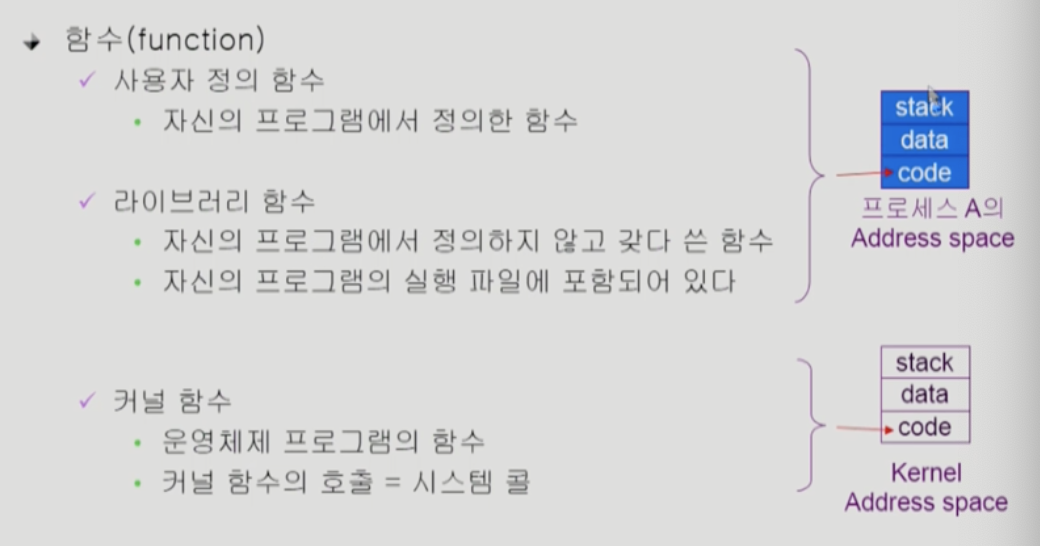 함수(function)
사용자 정의 함수
자신의 프로그램에서 정의한 함수
라이브러리 함수
자신의 프로그램에서 정의하지 않고 갖다 쓴 함수
자신의 프로그램의 실행 파일에 포함되어 있다
stack
data
code
프로세스 A의
Address space
커널 함수
운영체제 프로그램의 함수
커널 함수의 호출 = 시스템 콜
stack
data
code
Kernel
Address space